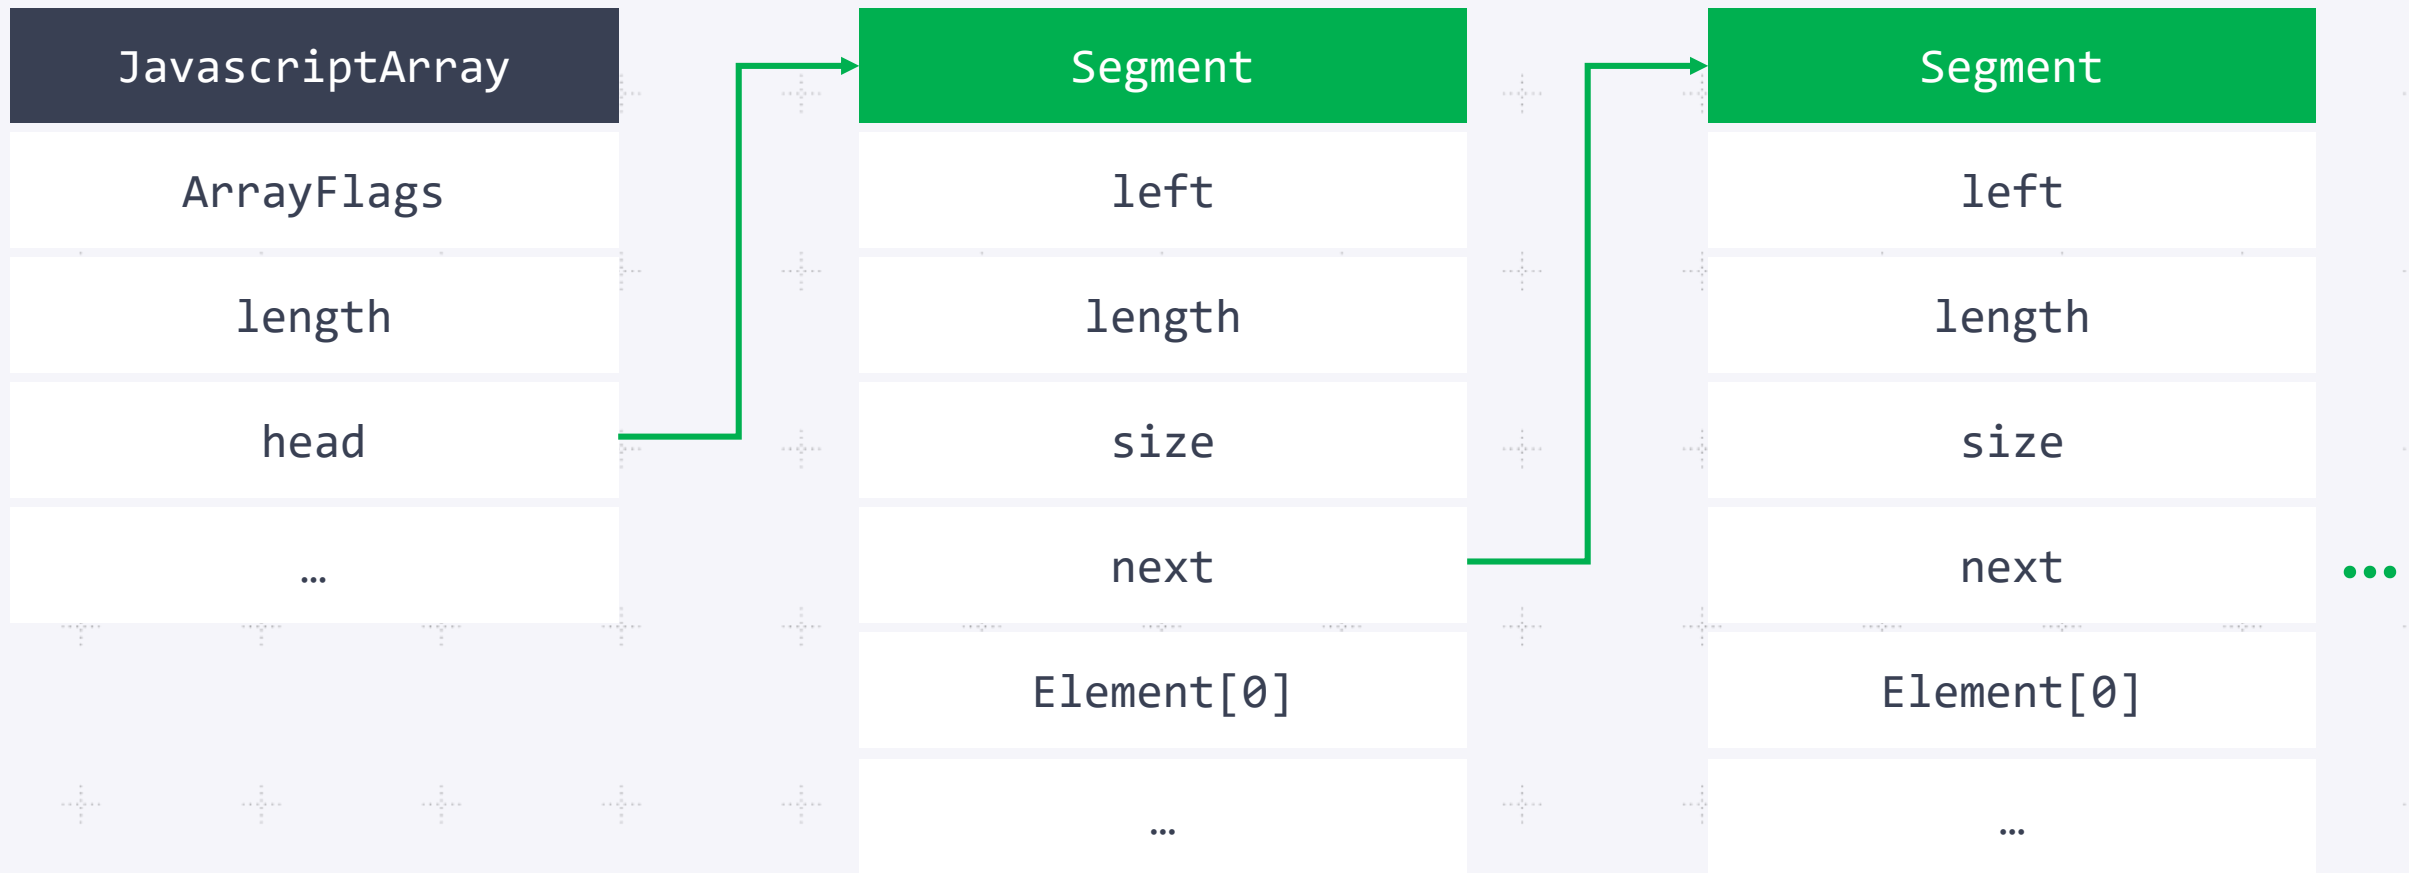 JavascriptArray
ArrayFlags
length
head
…
Segment
left
length
size
next
Element[0]
…
Segment
left
length
size
next
Element[0]
…
…